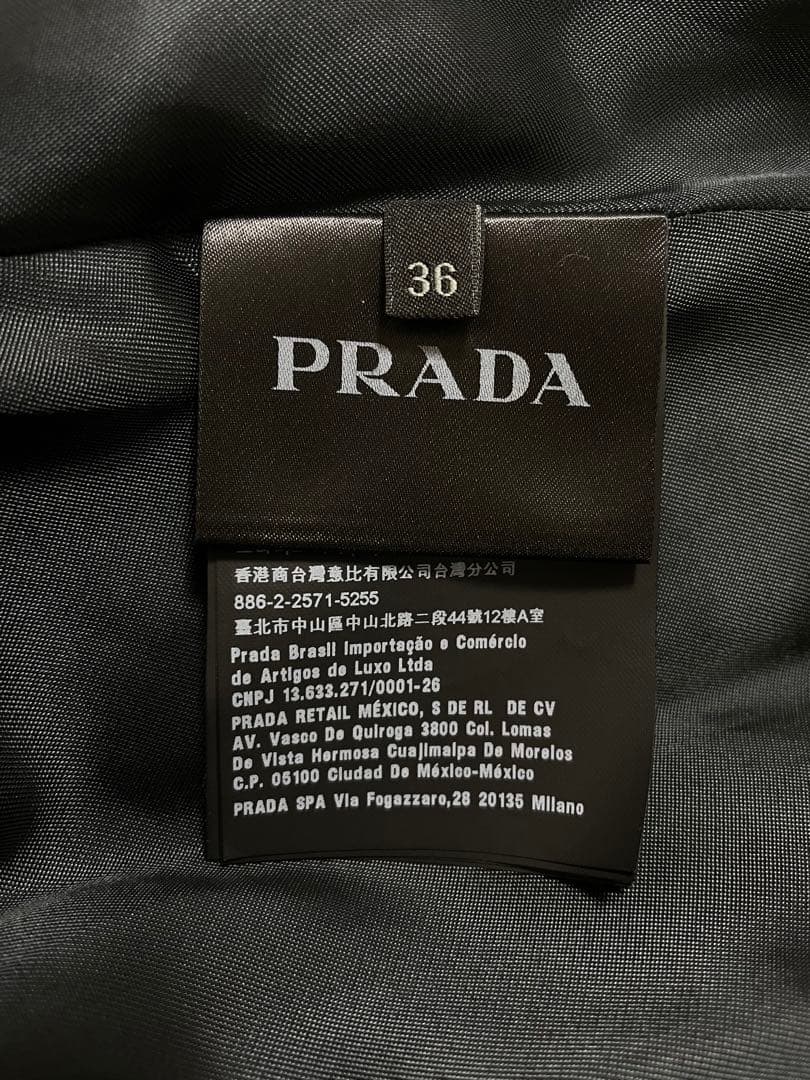 36
PRADA
香港商台灣意比有限公司台灣分公司
886-2-2571-5255
臺北市中山區中山北路二段44號12樓A室
Prada Brasil Importação e Comércio
de Artigos de Luxo Ltda
CNPJ 13.633.271/0001-26
PRADA RETAIL MÉXICO, S DE RL DE CV
AV. Vasco De Quiroga 3800 Col. Lomas
De Vista Hermosa Cuajimalpa De Morelos
C.P. 05100 Ciudad De México-México
PRADA SPA Via Fogazzaro,28 20135 Milano